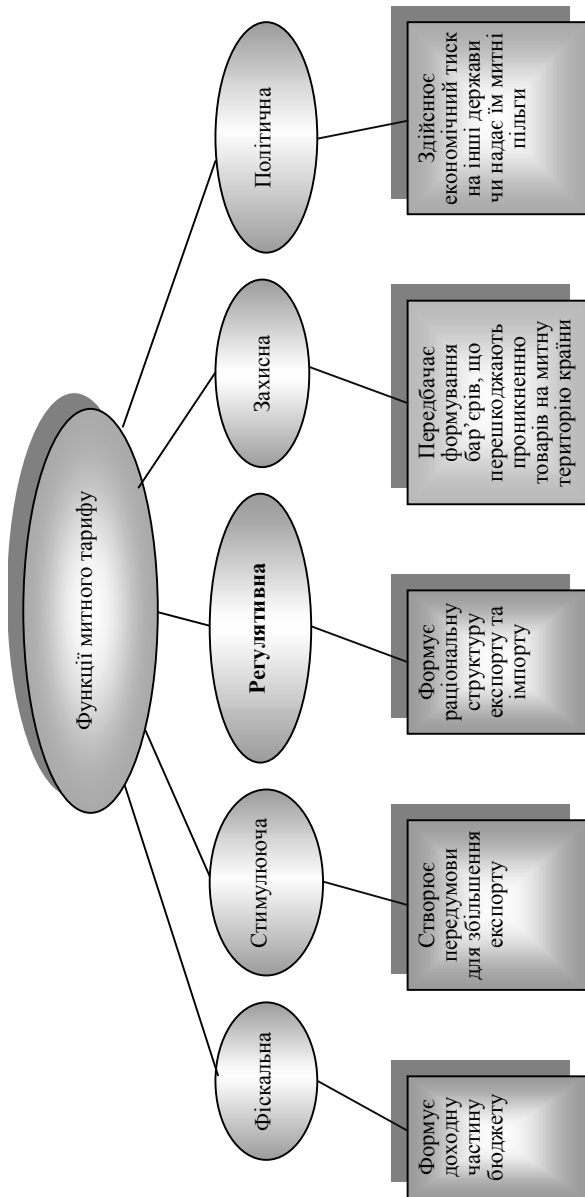 Функції митного тарифу
Фіскальна
Стимулююча
Регулятивна
Захисна
Політична
Формує
доходну
частину
бюджету
Створює
передумови
для збільшення
експорту
Формує
раціональну
структуру
експорту та
імпорту
Передбачає
формування
бар’єрів, що
перешкоджають
проникненню
товарів на митну
територію країни
Здійснює
економічний тиск
на інші держави
чи надає їм митні
пільги